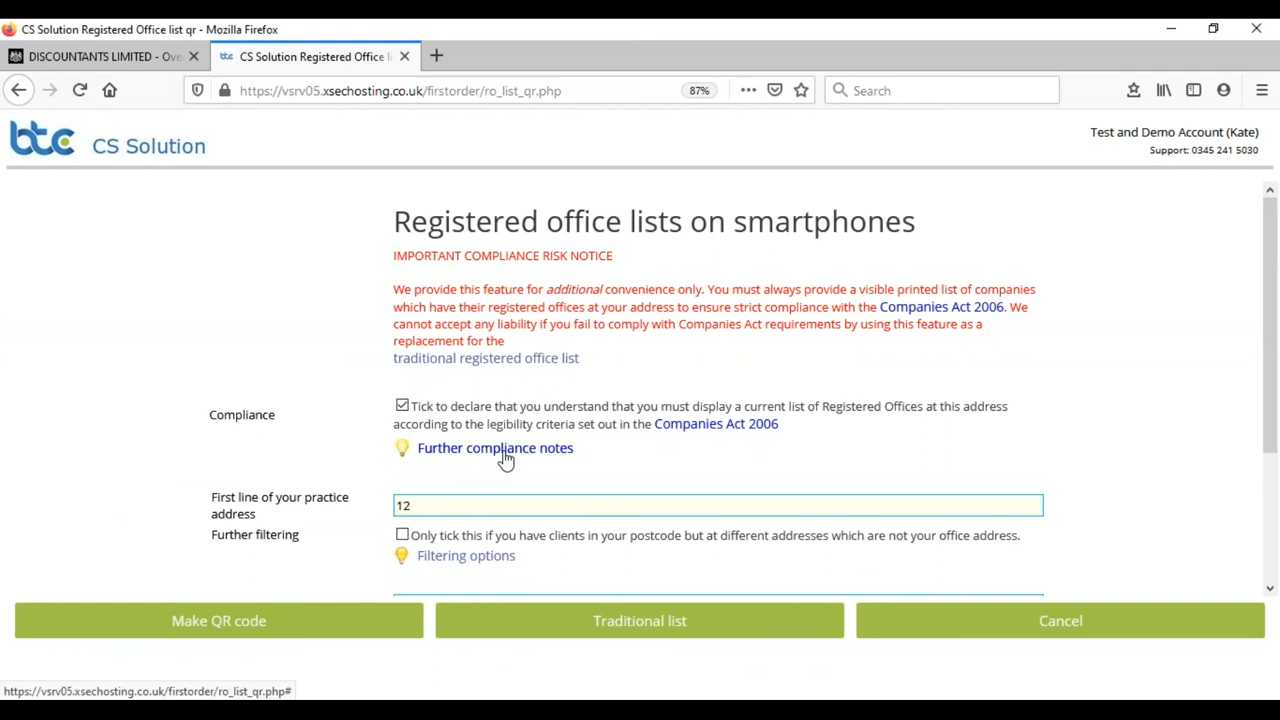 CS Solution Registered Office list qr - Mozilla Firefox
DISCOUNTANTS LIMITED - Ove
CS Solution Registered Office l
https://vsrv05.xsechosting.co.uk/firstorder/ro_list_qr.php
87%
Search
btc CS Solution
Test and Demo Account (Kate)
Support: 0345 241 5030
Registered office lists on smartphones
IMPORTANT COMPLIANCE RISK NOTICE
We provide this feature for additional convenience only. You must always provide a visible printed list of companies
which have their registered offices at your address to ensure strict compliance with the Companies Act 2006. We
cannot accept any liability if you fail to comply with Companies Act requirements by using this feature as a
replacement for the
traditional registered office list
Compliance
Tick to declare that you understand that you must display a current list of Registered Offices at this address
according to the legibility criteria set out in the Companies Act 2006
Further compliance notes
First line of your practice
address
12
Further filtering
Only tick this if you have clients in your postcode but at different addresses which are not your office address.
Filtering options
Make QR code
Traditional list
Cancel
https://vsrv05.xsechosting.co.uk/firstorder/ro_list_qr.php#